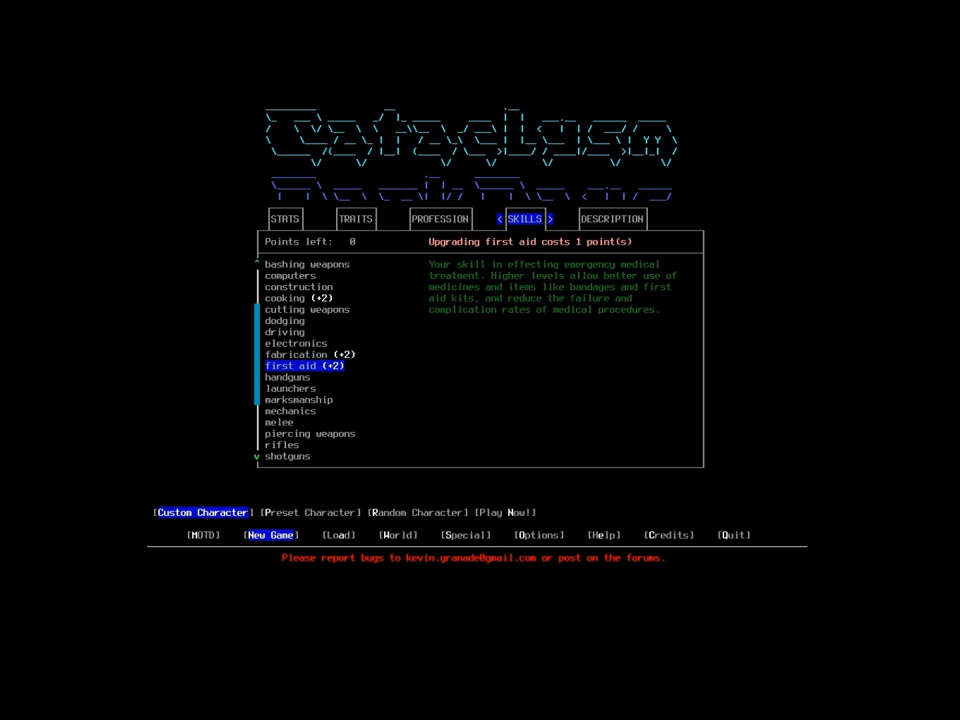 Cataclysm
STATS TRAITS PROFESSION < SKILLS > DESCRIPTION
Points left: 0 Upgrading first aid costs 1 point(s)
bashing weapons Your skill in effecting emergency medical
computers treatment. Higher levels allow better use of
construction medicines and items like bandages and first
cooking (+2) aid kits, and reduce the failure and
cutting weapons complication rates of medical procedures.
dodging
driving
electronics
fabrication (+2)
first aid (+2)
handguns
launchers
marksmanship
mechanics
melee
piercing weapons
rifles
v shotguns
[Custom Character] [Preset Character] [Random Character] [Play Now!]
[MOTD] [New Game] [Load] [World] [Special] [Options] [Help] [Credits] [Quit]
Please report bugs to kevin.granade@gmail.com or post on the forums.